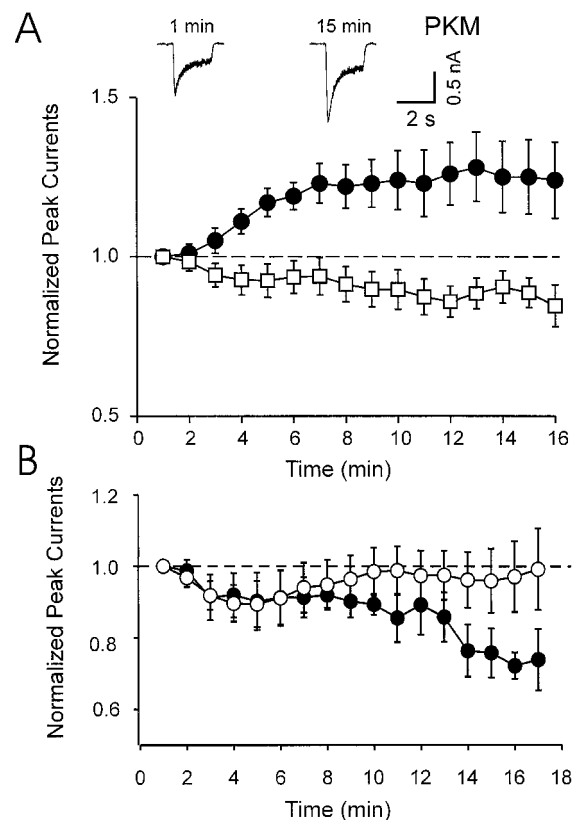 A
1 min
15 min
PKM
0.5 nA
2 s
Normalized Peak Currents
1.5
1.0
0.5
0 2 4 6 8 10 12 14 16
Time (min)
B
Normalized Peak Currents
1.2
1.0
0.8
0.6
0 2 4 6 8 10 12 14 16 18
Time (min)